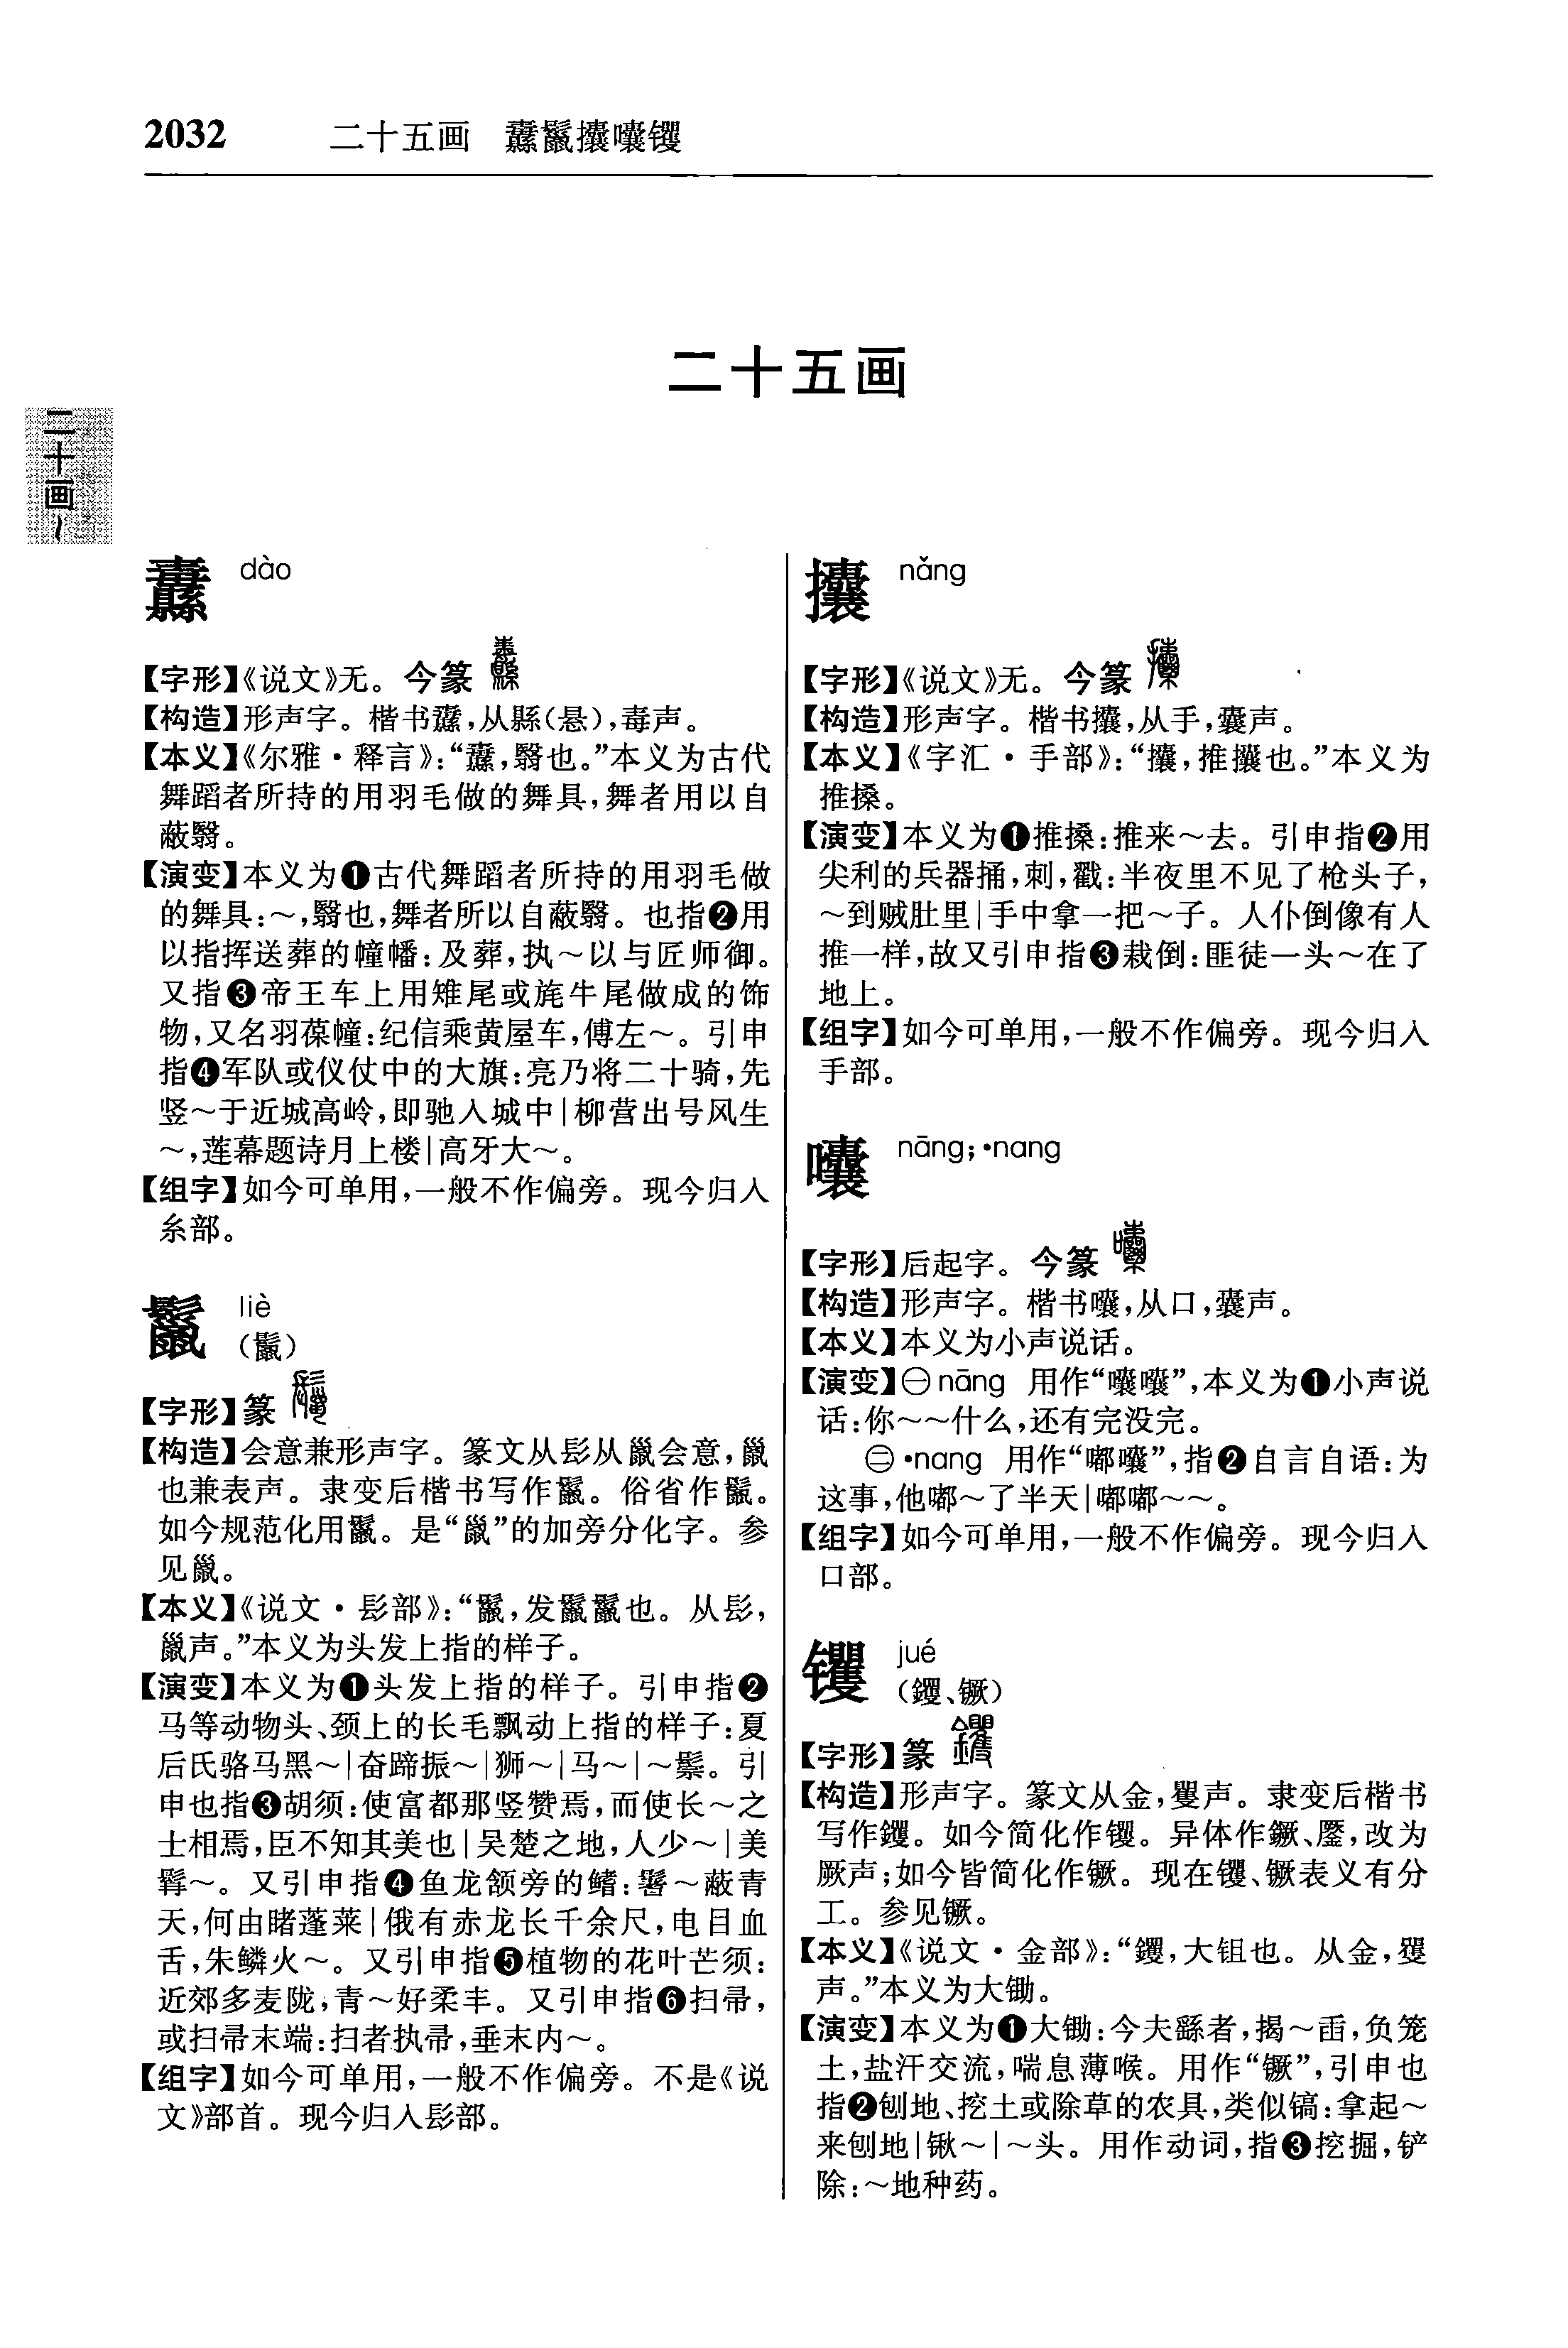 2032 二十五画 纛鬣攮囔䦆
二十五画
二十画~
纛 dào
【字形】《说文》无。今篆
【构造】形声字。楷书纛,从縣(悬),毒声。
【本义】《尔雅·释言》:“纛,翳也。”本义为古代
舞蹈者所持的用羽毛做的舞具,舞者用以自
蔽翳。
【演变】本义为❶古代舞蹈者所持的用羽毛做
的舞具:～,翳也,舞者所以自蔽翳。也指❷用
以指挥送葬的幢幡:及葬,执～以与匠师御。
又指❸帝王车上用雉尾或旄牛尾做成的饰
物,又名羽葆幢:纪信乘黄屋车,傅左～。引申
指❹军队或仪仗中的大旗:亮乃将二十骑,先
竖～于近城高岭,即驰入城中|柳营出号风生
～,莲幕题诗月上楼|高牙大～。
【组字】如今可单用,一般不作偏旁。现今归入
糸部。
鬣 liè
【字形】篆
【构造】会意兼形声字。篆文从髟从巤会意,巤
也兼表声。隶变后楷书写作鬣。俗省作。
如今规范化用鬣。是“巤”的加旁分化字。参
见巤。
【本义】《说文·髟部》:“鬣,发鬣鬣也。从髟,
巤声。”本义为头发上指的样子。
【演变】本义为❶头发上指的样子。引申指❷
马等动物头、颈上的长毛飘动上指的样子:夏
后氏骆马黑～|奋蹄振～|狮～|马～|～鬃。引
申也指❸胡须:使富都那竖赞焉,而使长～之
士相焉,臣不知其美也|吴楚之地,人少～|美
髯～。又引申指❹鱼龙颔旁的鳍:鬐～蔽青
天,何由睹蓬莱|俄有赤龙长千余尺,电目血
舌,朱鳞火～。又引申指❺植物的花叶芒须:
近郊多麦陇,青～好柔丰。又引申指❻扫帚,
或扫帚末端:扫者执帚,垂末内～。
【组字】如今可单用,一般不作偏旁。不是《说
文》部首。现今归入髟部。
攮 nǎng
【字形】《说文》无。今篆
【构造】形声字。楷书攮,从手,囊声。
【本义】《字汇·手部》:“攮,推攮也。”本义为
推搡。
【演变】本义为❶推搡:推来～去。引申指❷用
尖利的兵器捅,刺,戳:半夜里不见了枪头子,
～到贼肚里|手中拿一把～子。人仆倒像有人
推一样,故又引申指❸栽倒:匪徒一头～在了
地上。
【组字】如今可单用,一般不作偏旁。现今归入
手部。
囔 nāng;·nang
【字形】后起字。今篆
【构造】形声字。楷书囔,从口,囊声。
【本义】本义为小声说话。
【演变】㊀nāng 用作“囔囔”,本义为❶小声说
话:你～～什么,还有完没完。
㊁·nang 用作“嘟囔”,指❷自言自语:为
这事,他嘟～了半天|嘟嘟～～。
【组字】如今可单用,一般不作偏旁。现今归入
口部。
䦆 jué
(钁、镢)
【字形】篆
【构造】形声字。篆文从金,矍声。隶变后楷书
写作钁。如今简化作䦆。异体作鐝、,改为
厥声;如今皆简化作镢。现在䦆、镢表义有分
工。参见镢。
【本义】《说文·金部》:“钁,大鉏也。从金,矍
声。”本义为大锄。
【演变】本义为❶大锄:今夫繇者,揭～臿,负笼
土,盐汗交流,喘息薄喉。用作“镢”,引申也
指❷刨地、挖土或除草的农具,类似镐:拿起～
来刨地|锹～|～头。用作动词,指❸挖掘,铲
除:～地种药。